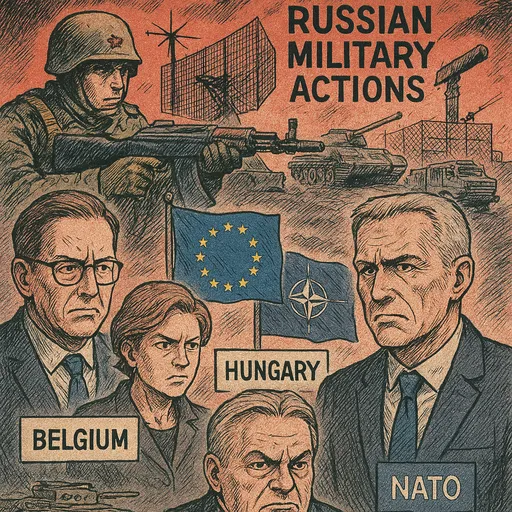 RUSSIAN
MILITARY
ACTIONS
HUNGARY
BELGIUM
NATO